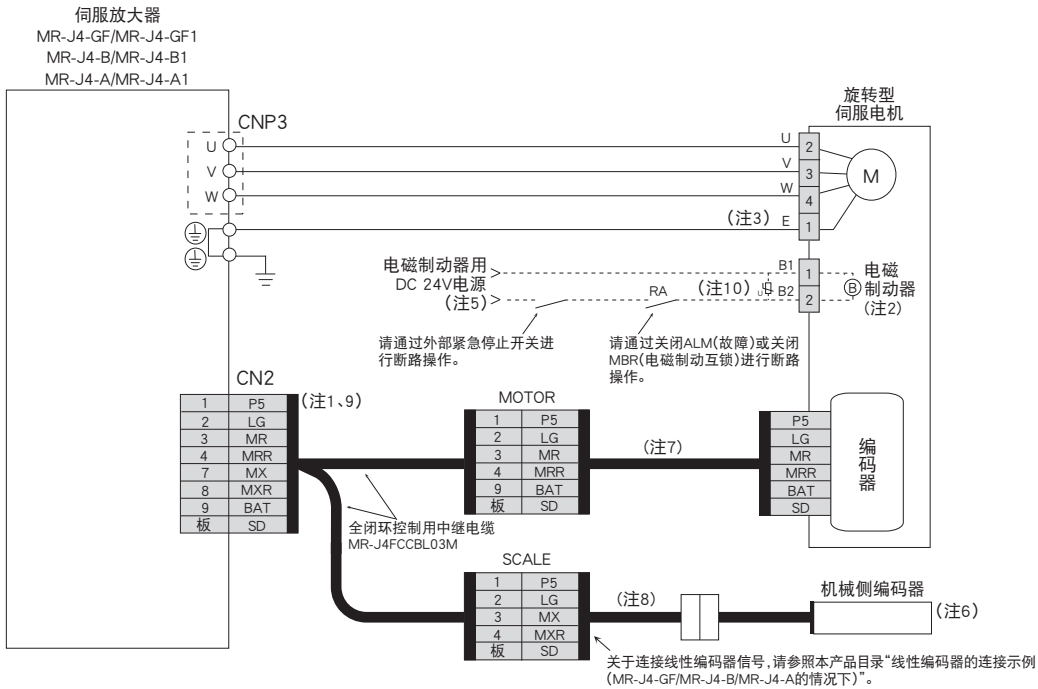 伺服放大器
MR-J4-GF/MR-J4-GF1
MR-J4-B/MR-J4-B1
MR-J4-A/MR-J4-A1
旋转型
伺服电机
CNP3
U
V
W
U
V
W
(注3) E
2
3
4
1
M
电磁制动器用
DC 24V电源
(注5)
RA
(注10)
U
B1
B2
1
2
B
电磁
制动器
(注2)
请通过外部紧急停止开关进
行断路操作。
请通过关闭ALM(故障)或关闭
MBR(电磁制动互锁)进行断路
操作。
CN2
(注1、9)
1 P5
2 LG
3 MR
4 MRR
7 MX
8 MXR
9 BAT
板 SD
MOTOR
1 P5
2 LG
3 MR
4 MRR
9 BAT
板 SD
(注7)
P5
LG
MR
MRR
BAT
SD
编码器
全闭环控制用中继电缆
MR-J4FCCBL03M
SCALE
1 P5
2 LG
3 MX
4 MXR
板 SD
(注8)
机械侧编码器
(注6)
关于连接线性编码器信号,请参照本产品目录“线性编码器的连接示例
(MR-J4-GF/MR-J4-B/MR-J4-A的情况下)”。